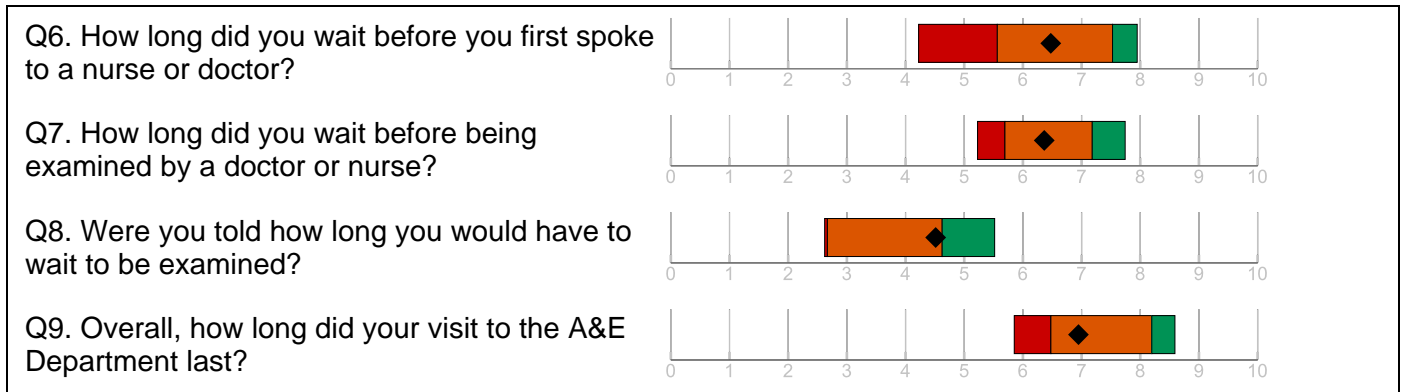 Q6. How long did you wait before you first spoke
to a nurse or doctor?
0 1 2 3 4 5 6 7 8 9 10
Q7. How long did you wait before being
examined by a doctor or nurse?
0 1 2 3 4 5 6 7 8 9 10
Q8. Were you told how long you would have to
wait to be examined?
0 1 2 3 4 5 6 7 8 9 10
Q9. Overall, how long did your visit to the A&E
Department last?
0 1 2 3 4 5 6 7 8 9 10